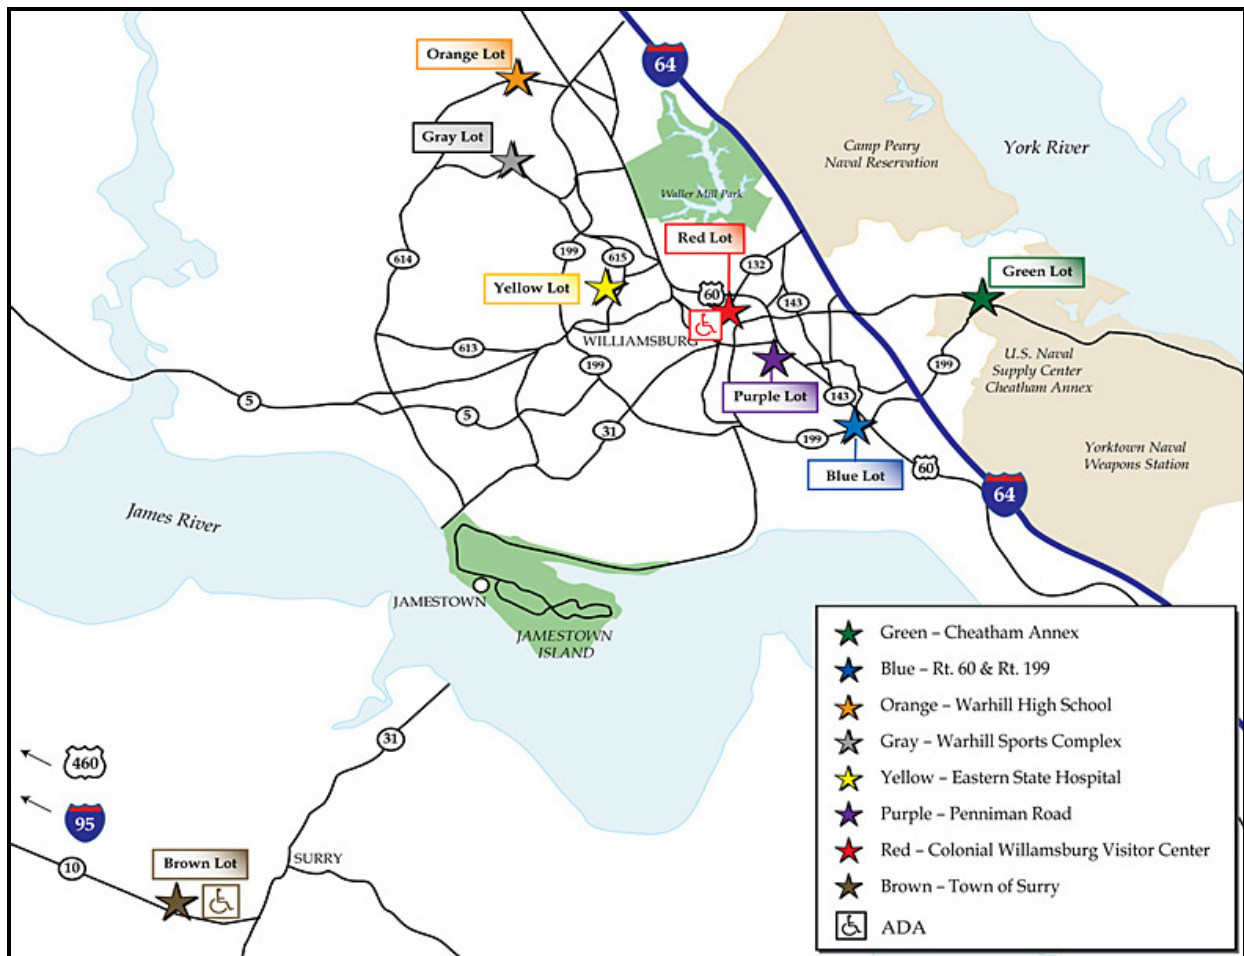 Orange Lot
64
Gray Lot
Camp Peary
Naval Reservation
York River
Waller Mill Park
Red Lot
614
199
615
132
Green Lot
Yellow Lot
60
143
WILLIAMSBURG
613
199
199
U.S. Naval
Supply Center
Cheatham Annex
5
5
Purple Lot
143
31
199
60
Yorktown Naval
Weapons Station
Blue Lot
64
James River
JAMESTOWN
JAMESTOWN
ISLAND
Green – Cheatham Annex
Blue – Rt. 60 & Rt. 199
Orange – Warhill High School
Gray – Warhill Sports Complex
Yellow – Eastern State Hospital
Purple – Penniman Road
Red – Colonial Willamsburg Visitor Center
Brown – Town of Surry
ADA
31
460
95
10
Brown Lot
SURRY